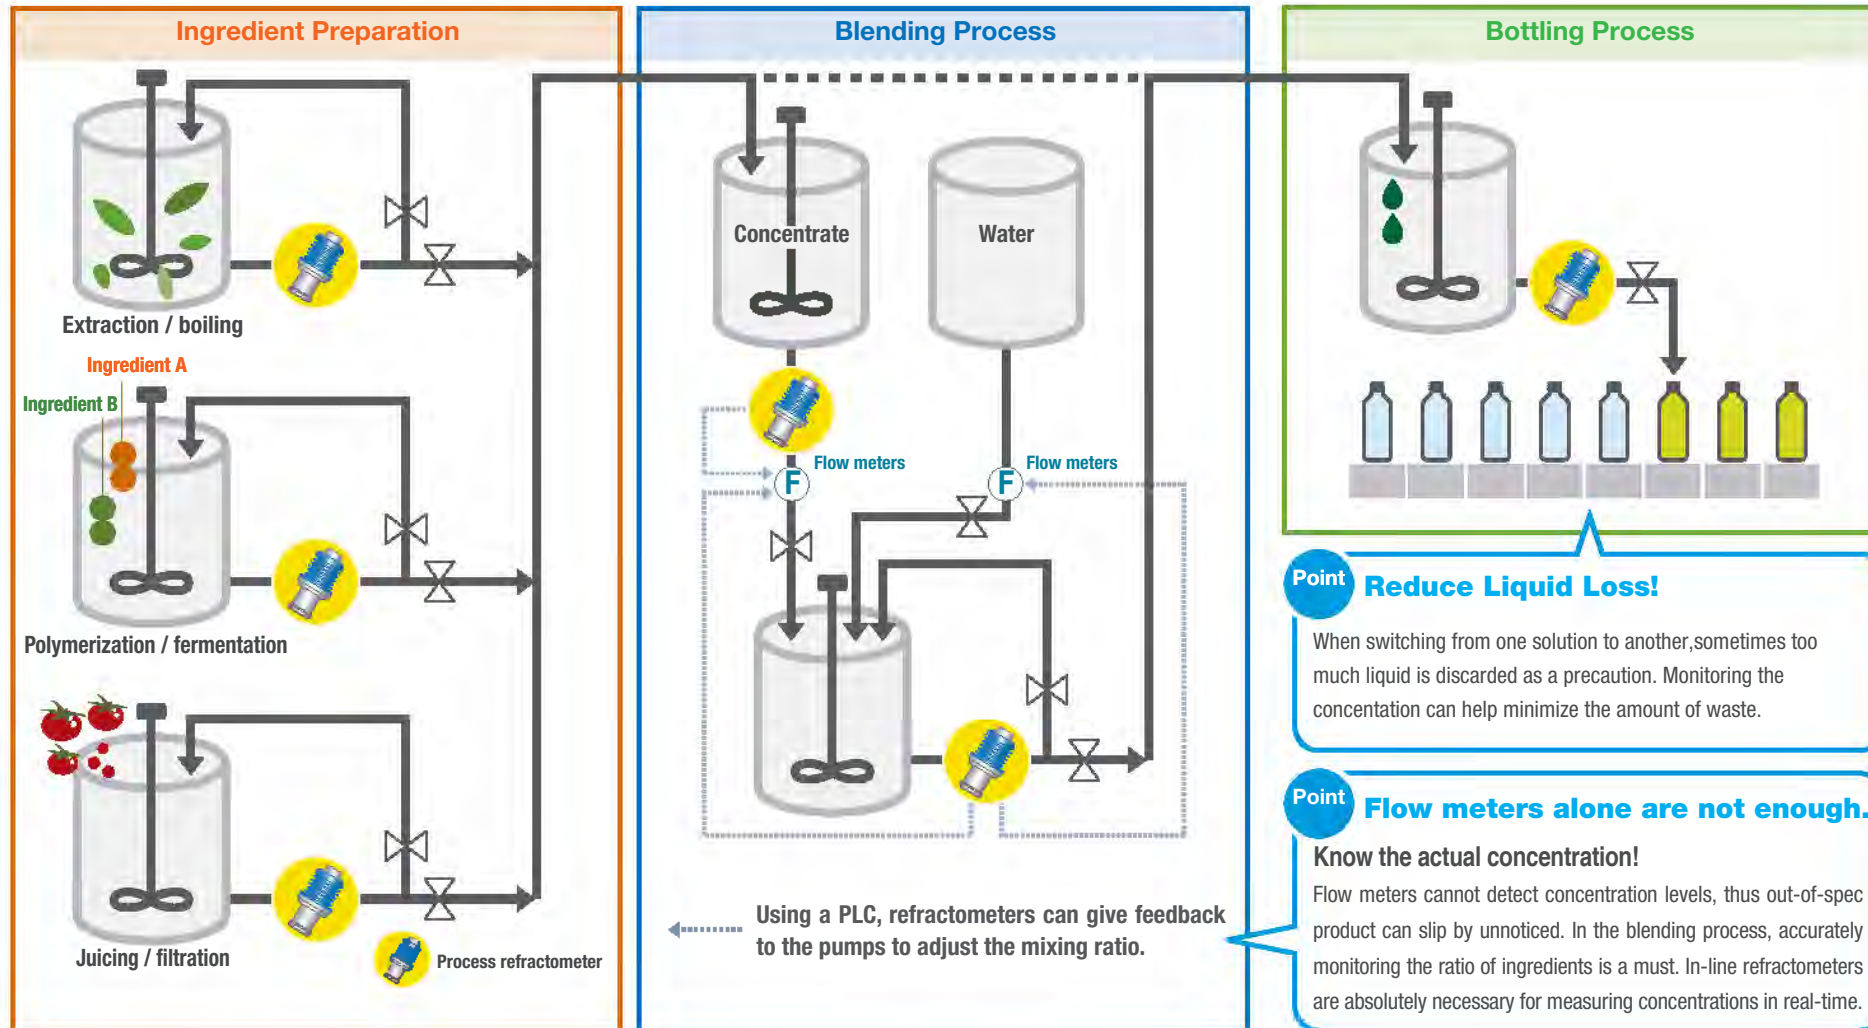 Ingredient Preparation
Extraction / boiling
Ingredient A
Ingredient B
Polymerization / fermentation
Juicing / filtration
Process refractometer
Blending Process
Concentrate
Water
Flow meters
F
Flow meters
F
Using a PLC, refractometers can give feedback
to the pumps to adjust the mixing ratio.
Bottling Process
Point
Reduce Liquid Loss!
When switching from one solution to another,sometimes too
much liquid is discarded as a precaution. Monitoring the
concentation can help minimize the amount of waste.
Point
Flow meters alone are not enough.
Know the actual concentration!
Flow meters cannot detect concentration levels, thus out-of-spec
product can slip by unnoticed. In the blending process, accurately
monitoring the ratio of ingredients is a must. In-line refractometers
are absolutely necessary for measuring concentrations in real-time.